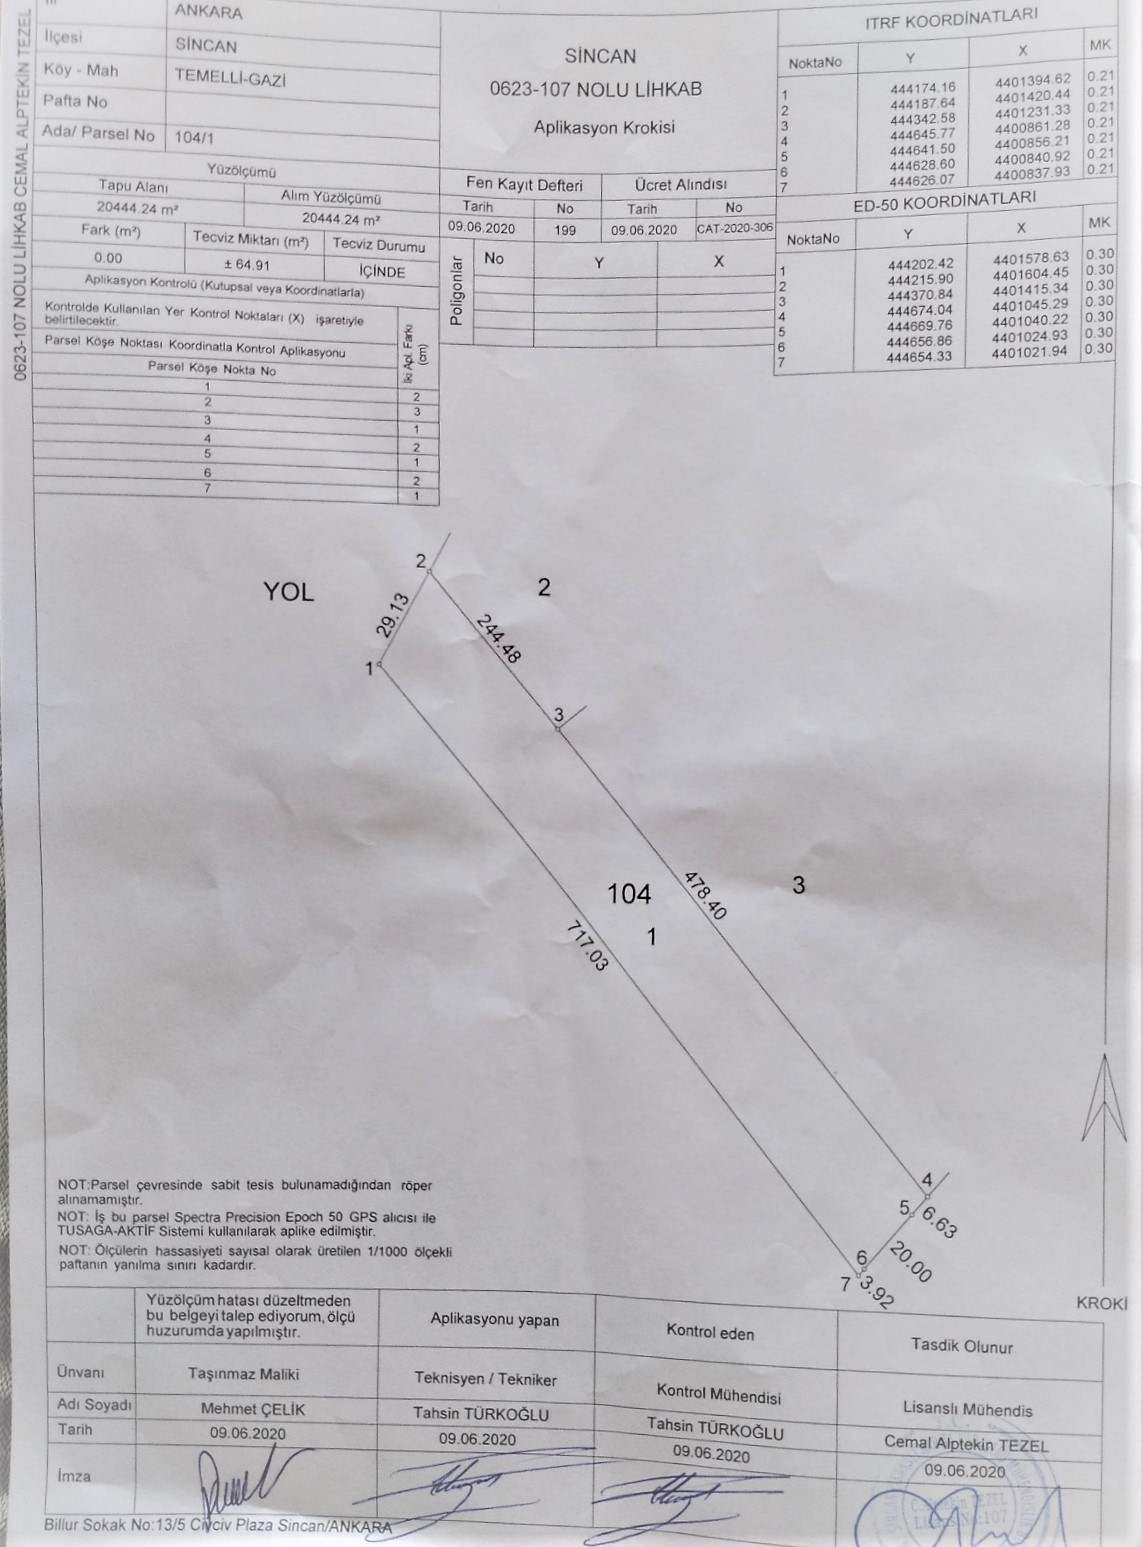 0623-107 NOLU LİHKAB CEMAL ALPTEKİN TEZEL
İli ANKARA
İlçesi SİNCAN
Köy - Mah TEMELLİ-GAZİ
Pafta No
Ada/ Parsel No 104/1
Yüzölçümü
Tapu Alanı Alım Yüzölçümü
20444.24 m² 20444.24 m²
Fark (m²) Tecviz Miktarı (m²) Tecviz Durumu
0.00 ± 64.91 İÇİNDE
Aplikasyon Kontrolü (Kutupsal veya Koordinatlarla)
Kontrolde Kullanılan Yer Kontrol Noktaları (X) işaretiyle
belirtilecektir.
Parsel Köşe Noktası Koordinatla Kontrol Aplikasyonu
İki Apl. Farkı
(cm)
Parsel Köşe Nokta No
1 2
2 3
3 1
4 2
5 1
6 2
7 1
SİNCAN
0623-107 NOLU LİHKAB
Aplikasyon Krokisi
Fen Kayıt Defteri Ücret Alındısı
Tarih No Tarih No
09.06.2020 199 09.06.2020 CAT-2020-306
Poligonlar
No Y X
ITRF KOORDİNATLARI
NoktaNo Y X MK
1 444174.16 4401394.62 0.21
2 444187.64 4401420.44 0.21
3 444342.58 4401231.33 0.21
4 444645.77 4400861.28 0.21
5 444641.50 4400856.21 0.21
6 444628.60 4400840.92 0.21
7 444626.07 4400837.93 0.21
ED-50 KOORDİNATLARI
NoktaNo Y X MK
1 444202.42 4401578.63 0.30
2 444215.90 4401604.45 0.30
3 444370.84 4401415.34 0.30
4 444674.04 4401045.29 0.30
5 444669.76 4401040.22 0.30
6 444656.86 4401024.93 0.30
7 444654.33 4401021.94 0.30
YOL
2
2
29.13
244.48
1
3
104
1
478.40
3
717.03
4
5
6.63
6
20.00
7
3.92
KROKİ
NOT:Parsel çevresinde sabit tesis bulunamadığından röper
alınamamıştır.
NOT: İş bu parsel Spectra Precision Epoch 50 GPS alıcısı ile
TUSAGA-AKTİF Sistemi kullanılarak aplike edilmiştir.
NOT: Ölçülerin hassasiyeti sayısal olarak üretilen 1/1000 ölçekli
paftanın yanılma sınırı kadardır.
Yüzölçüm hatası düzeltmeden
bu belgeyi talep ediyorum, ölçü
huzurumda yapılmıştır.
Aplikasyonu yapan Kontrol eden Tasdik Olunur
Ünvanı Taşınmaz Maliki Teknisyen / Tekniker Kontrol Mühendisi Lisanslı Mühendis
Adı Soyadı Mehmet ÇELİK Tahsin TÜRKOĞLU Tahsin TÜRKOĞLU Cemal Alptekin TEZEL
Tarih 09.06.2020 09.06.2020 09.06.2020 09.06.2020
İmza
Billur Sokak No:13/5 Civciv Plaza Sincan/ANKARA